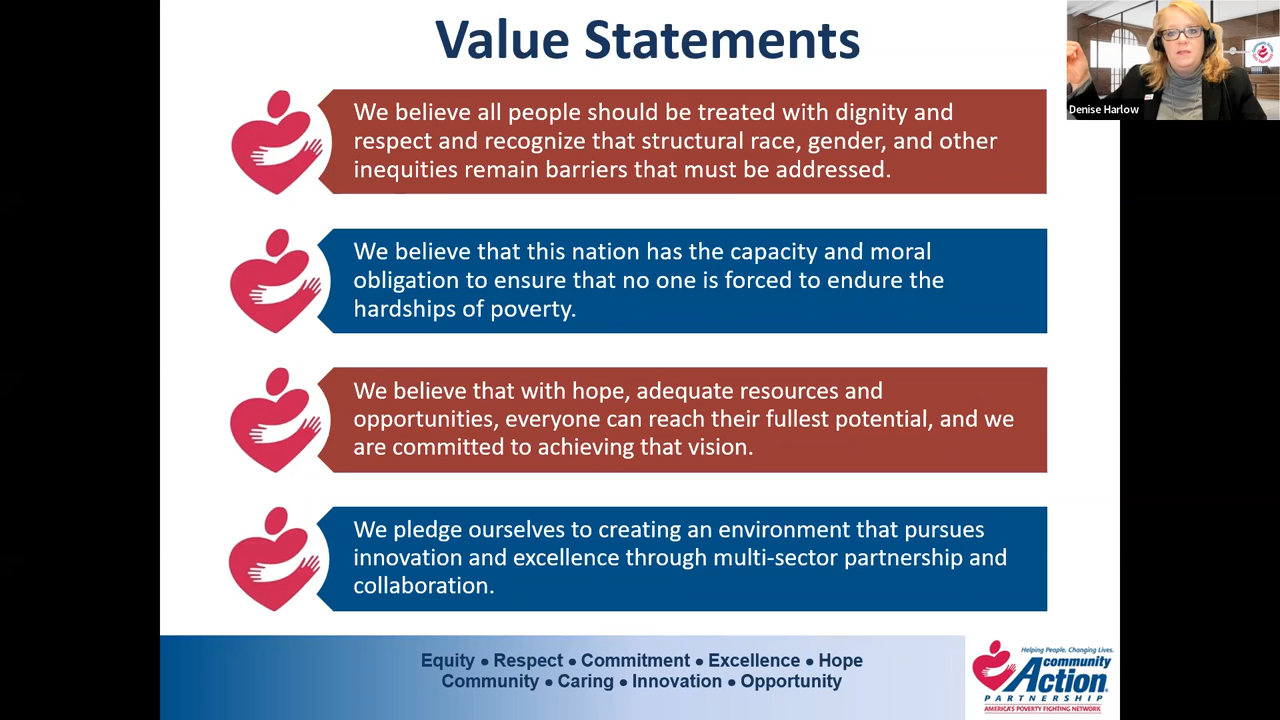 Value Statements
Denise Harlow
We believe all people should be treated with dignity and
respect and recognize that structural race, gender, and other
inequities remain barriers that must be addressed.
We believe that this nation has the capacity and moral
obligation to ensure that no one is forced to endure the
hardships of poverty.
We believe that with hope, adequate resources and
opportunities, everyone can reach their fullest potential, and we
are committed to achieving that vision.
We pledge ourselves to creating an environment that pursues
innovation and excellence through multi-sector partnership and
collaboration.
Equity • Respect • Commitment • Excellence • Hope
Community • Caring • Innovation • Opportunity
Helping People. Changing Lives.
community
Action
PARTNERSHIP
AMERICA'S POVERTY FIGHTING NETWORK